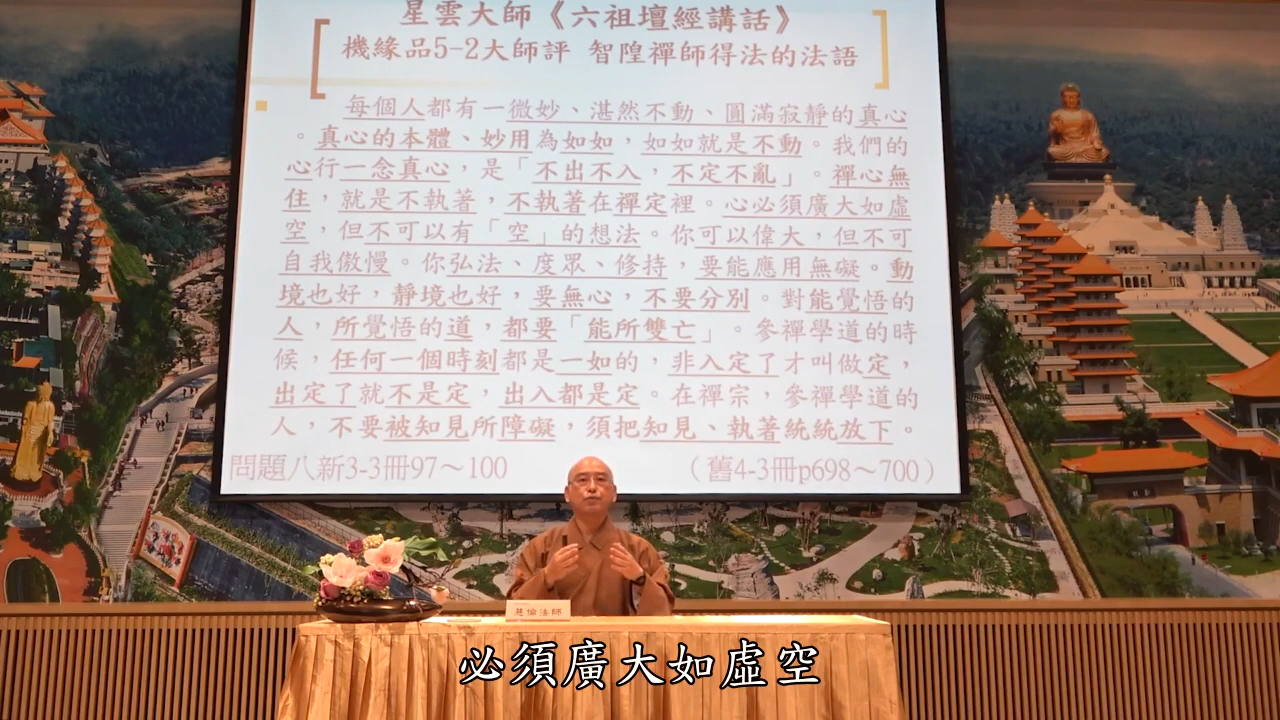 星雲大師《六祖壇經講話》
機緣品5-2大師評 智隍禪師得法的法語
每個人都有一微妙、湛然不動、圓滿寂靜的真心
。真心的本體、妙用為如如，如如就是不動。我們的
心行一念真心，是「不出不入，不定不亂」。禪心無
住，就是不執著，不執著在禪定裡。心必須廣大如虛
空，但不可以有「空」的想法。你可以偉大，但不可
自我傲慢。你弘法、度眾、修持，要能應用無礙。動
境也好，靜境也好，要無心，不要分別。對能覺悟的
人，所覺悟的道，都要「能所雙亡」。參禪學道的時
候，任何一個時刻都是一如的，非入定了才叫做定，
出定了就不是定，出入都是定。在禪宗，參禪學道的
人，不要被知見所障礙，須把知見、執著統統放下。
問題八新3-3冊97～100
（舊4-3冊p698～700）
慧倫法師
必須廣大如虛空